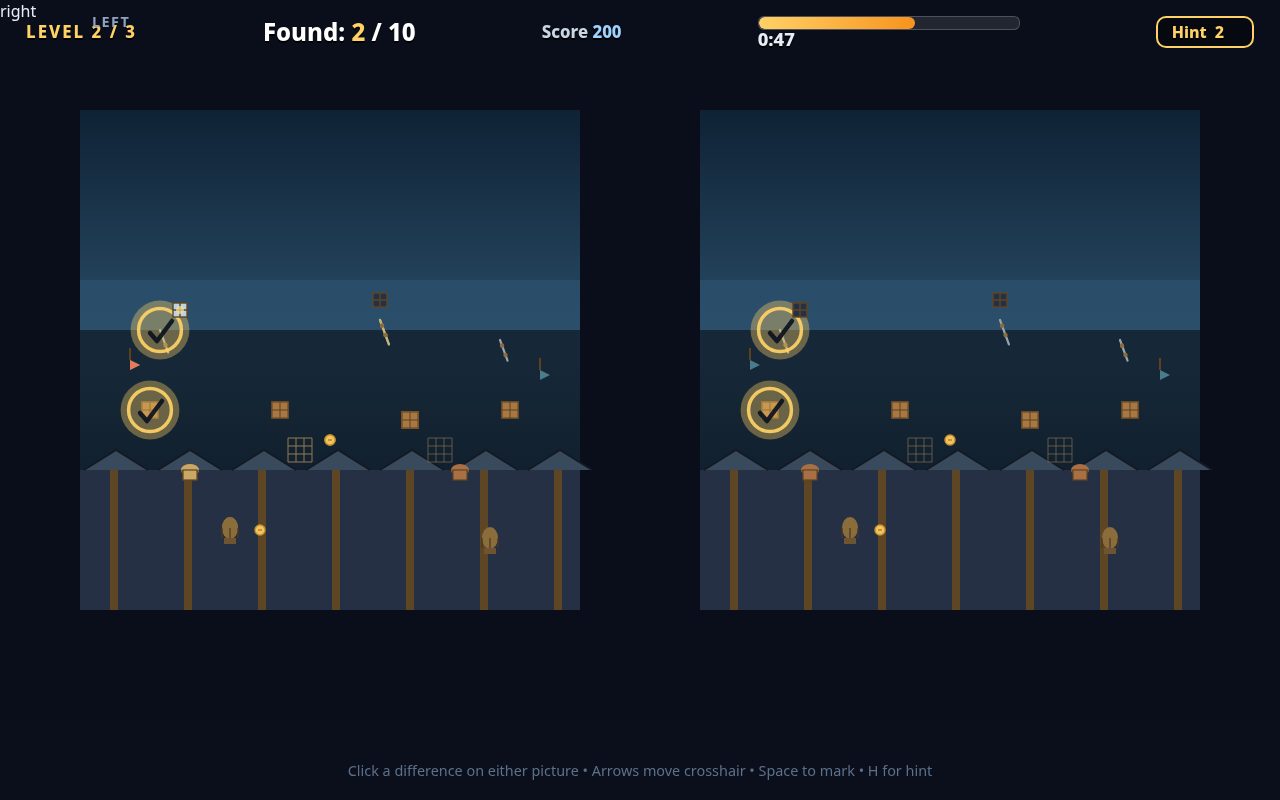 right
LEFT
LEVEL 2 / 3
Found: 2 / 10
Score 200
0:47
Hint 2
Click a difference on either picture • Arrows move crosshair • Space to mark • H for hint